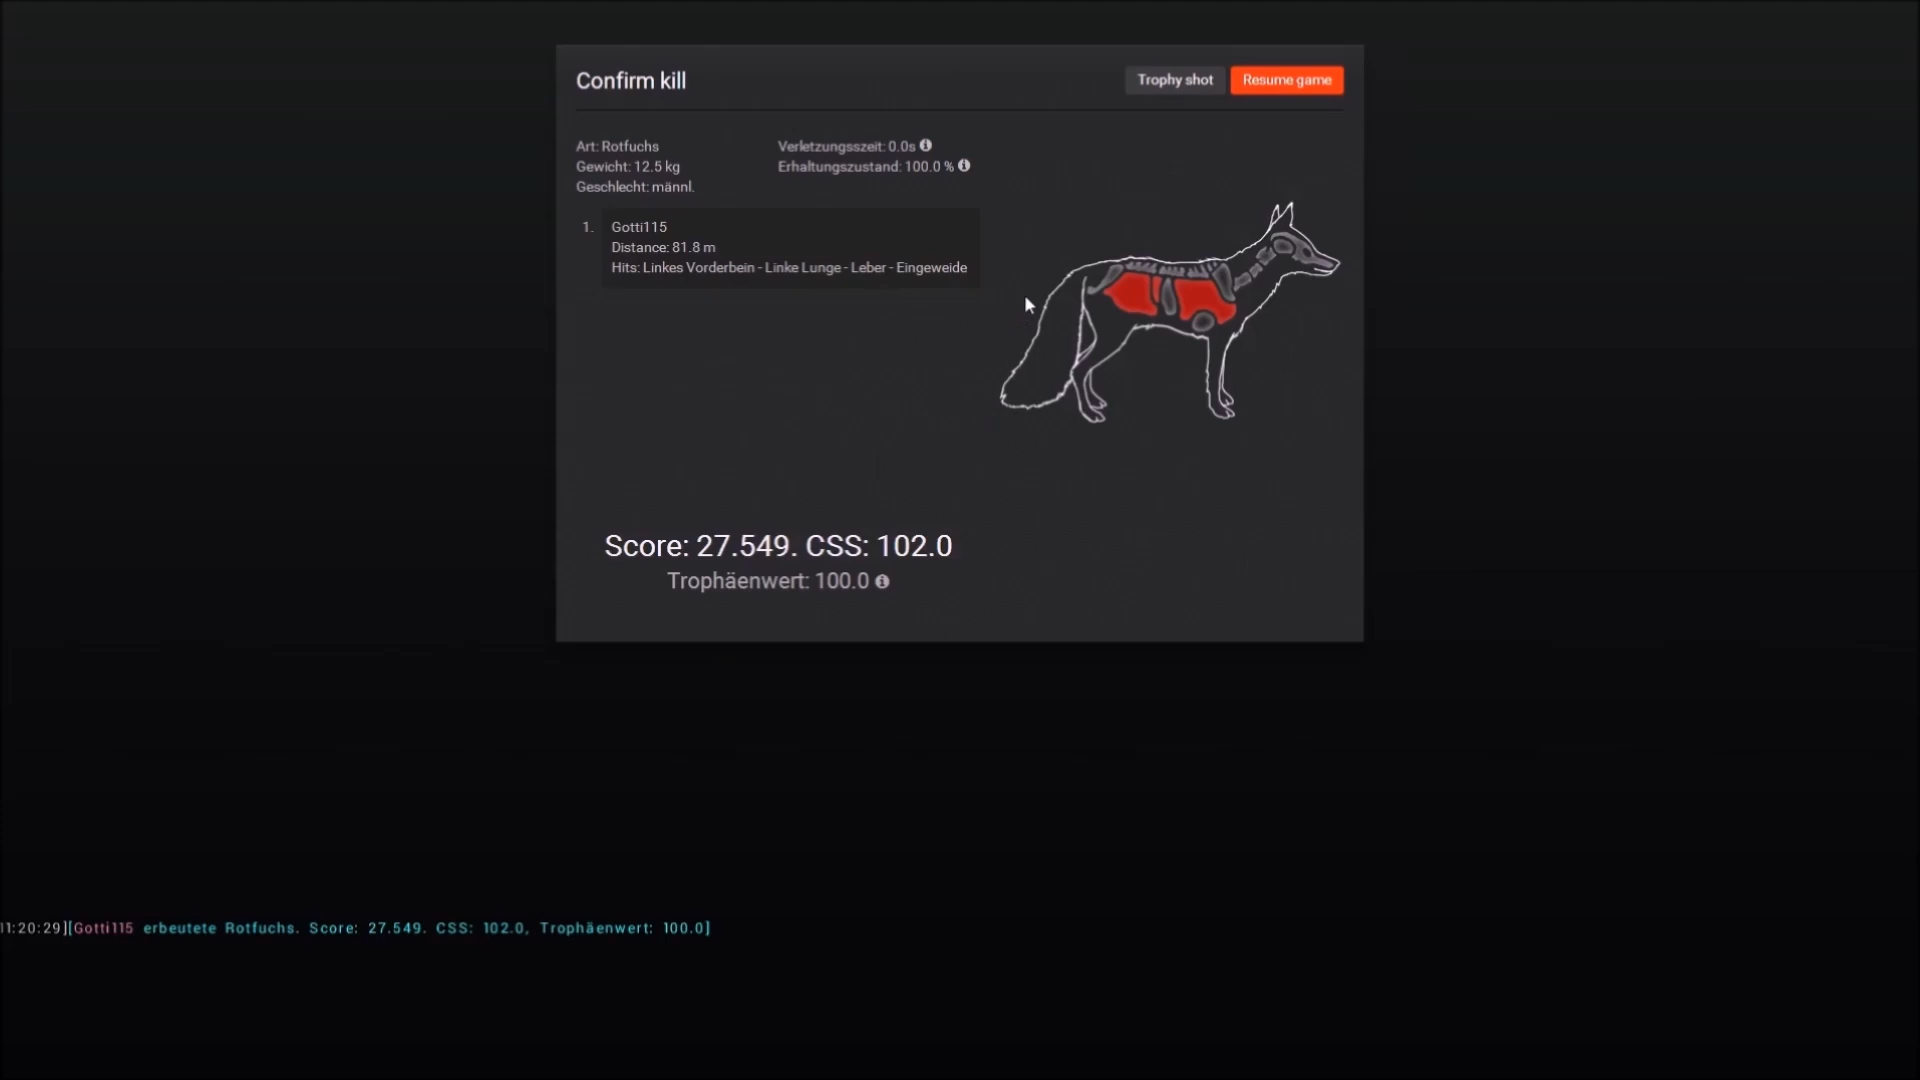 Confirm kill
Trophy shot
Resume game
Art: Rotfuchs
Gewicht: 12.5 kg
Geschlecht: männl.
Verletzungsszeit: 0.0s
Erhaltungszustand: 100.0 %
1. Gotti115
Distance: 81.8 m
Hits: Linkes Vorderbein - Linke Lunge - Leber - Eingeweide
Score: 27.549. CSS: 102.0
Trophäenwert: 100.0
11:20:29][Gotti115 erbeutete Rotfuchs. Score: 27.549. CSS: 102.0, Trophäenwert: 100.0]